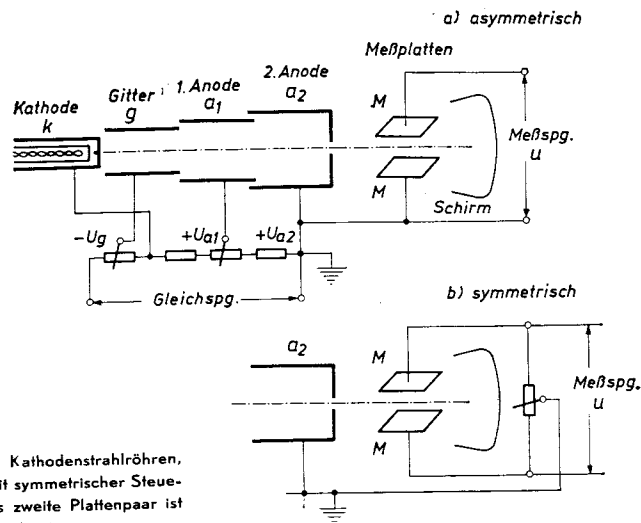 a) asymmetrisch
Meßplatten
2. Anode
a2
1. Anode
a1
Gitter
g
Kathode
k
M
M
Meßspg.
u
Schirm
-Ug
+Ua1
+Ua2
Gleichspg.
b) symmetrisch
a2
M
M
Meßspg.
u
Kathodenstrahlröhren,
it symmetrischer Steue-
s zweite Plattenpaar ist